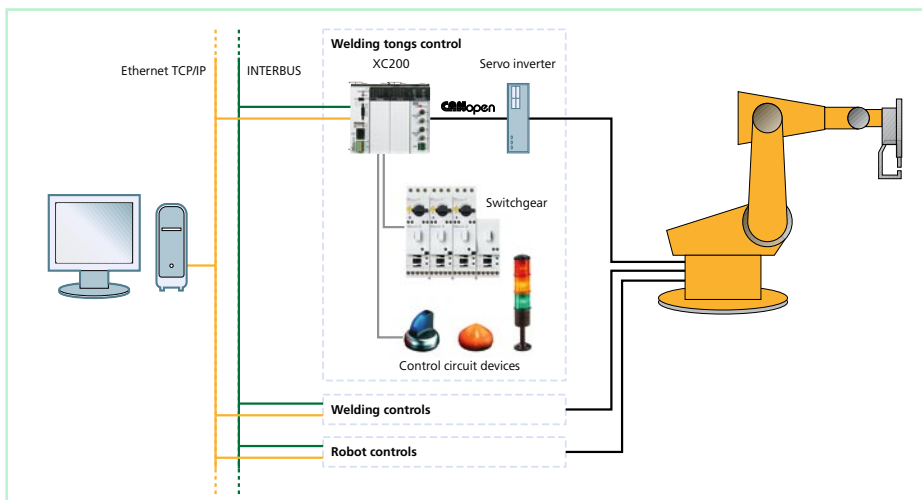 Welding tongs control
Ethernet TCP/IP
INTERBUS
XC200
Servo inverter
CANopen
Switchgear
Control circuit devices
Welding controls
Robot controls